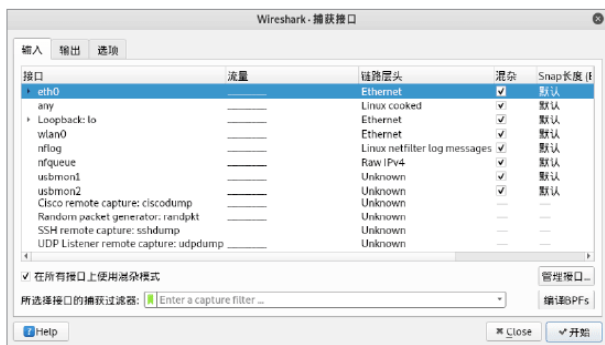 Wireshark · 捕获接口
输入 输出 选项
接口 流量 链路层头 混杂 Snap长度 (E
eth0 Ethernet 默认
any Linux cooked 默认
Loopback: lo Ethernet 默认
wlan0 Ethernet 默认
nflog Linux netfilter log messages 默认
nfqueue Raw IPv4 默认
usbmon1 Unknown 默认
usbmon2 Unknown 默认
Cisco remote capture: ciscodump Unknown — —
Random packet generator: randpkt Unknown — —
SSH remote capture: sshdump Unknown — —
UDP Listener remote capture: udpdump Unknown — —
在所有接口上使用混杂模式 管理接口...
所选择接口的捕获过滤器: Enter a capture filter ... 编译BPFs
Help Close 开始